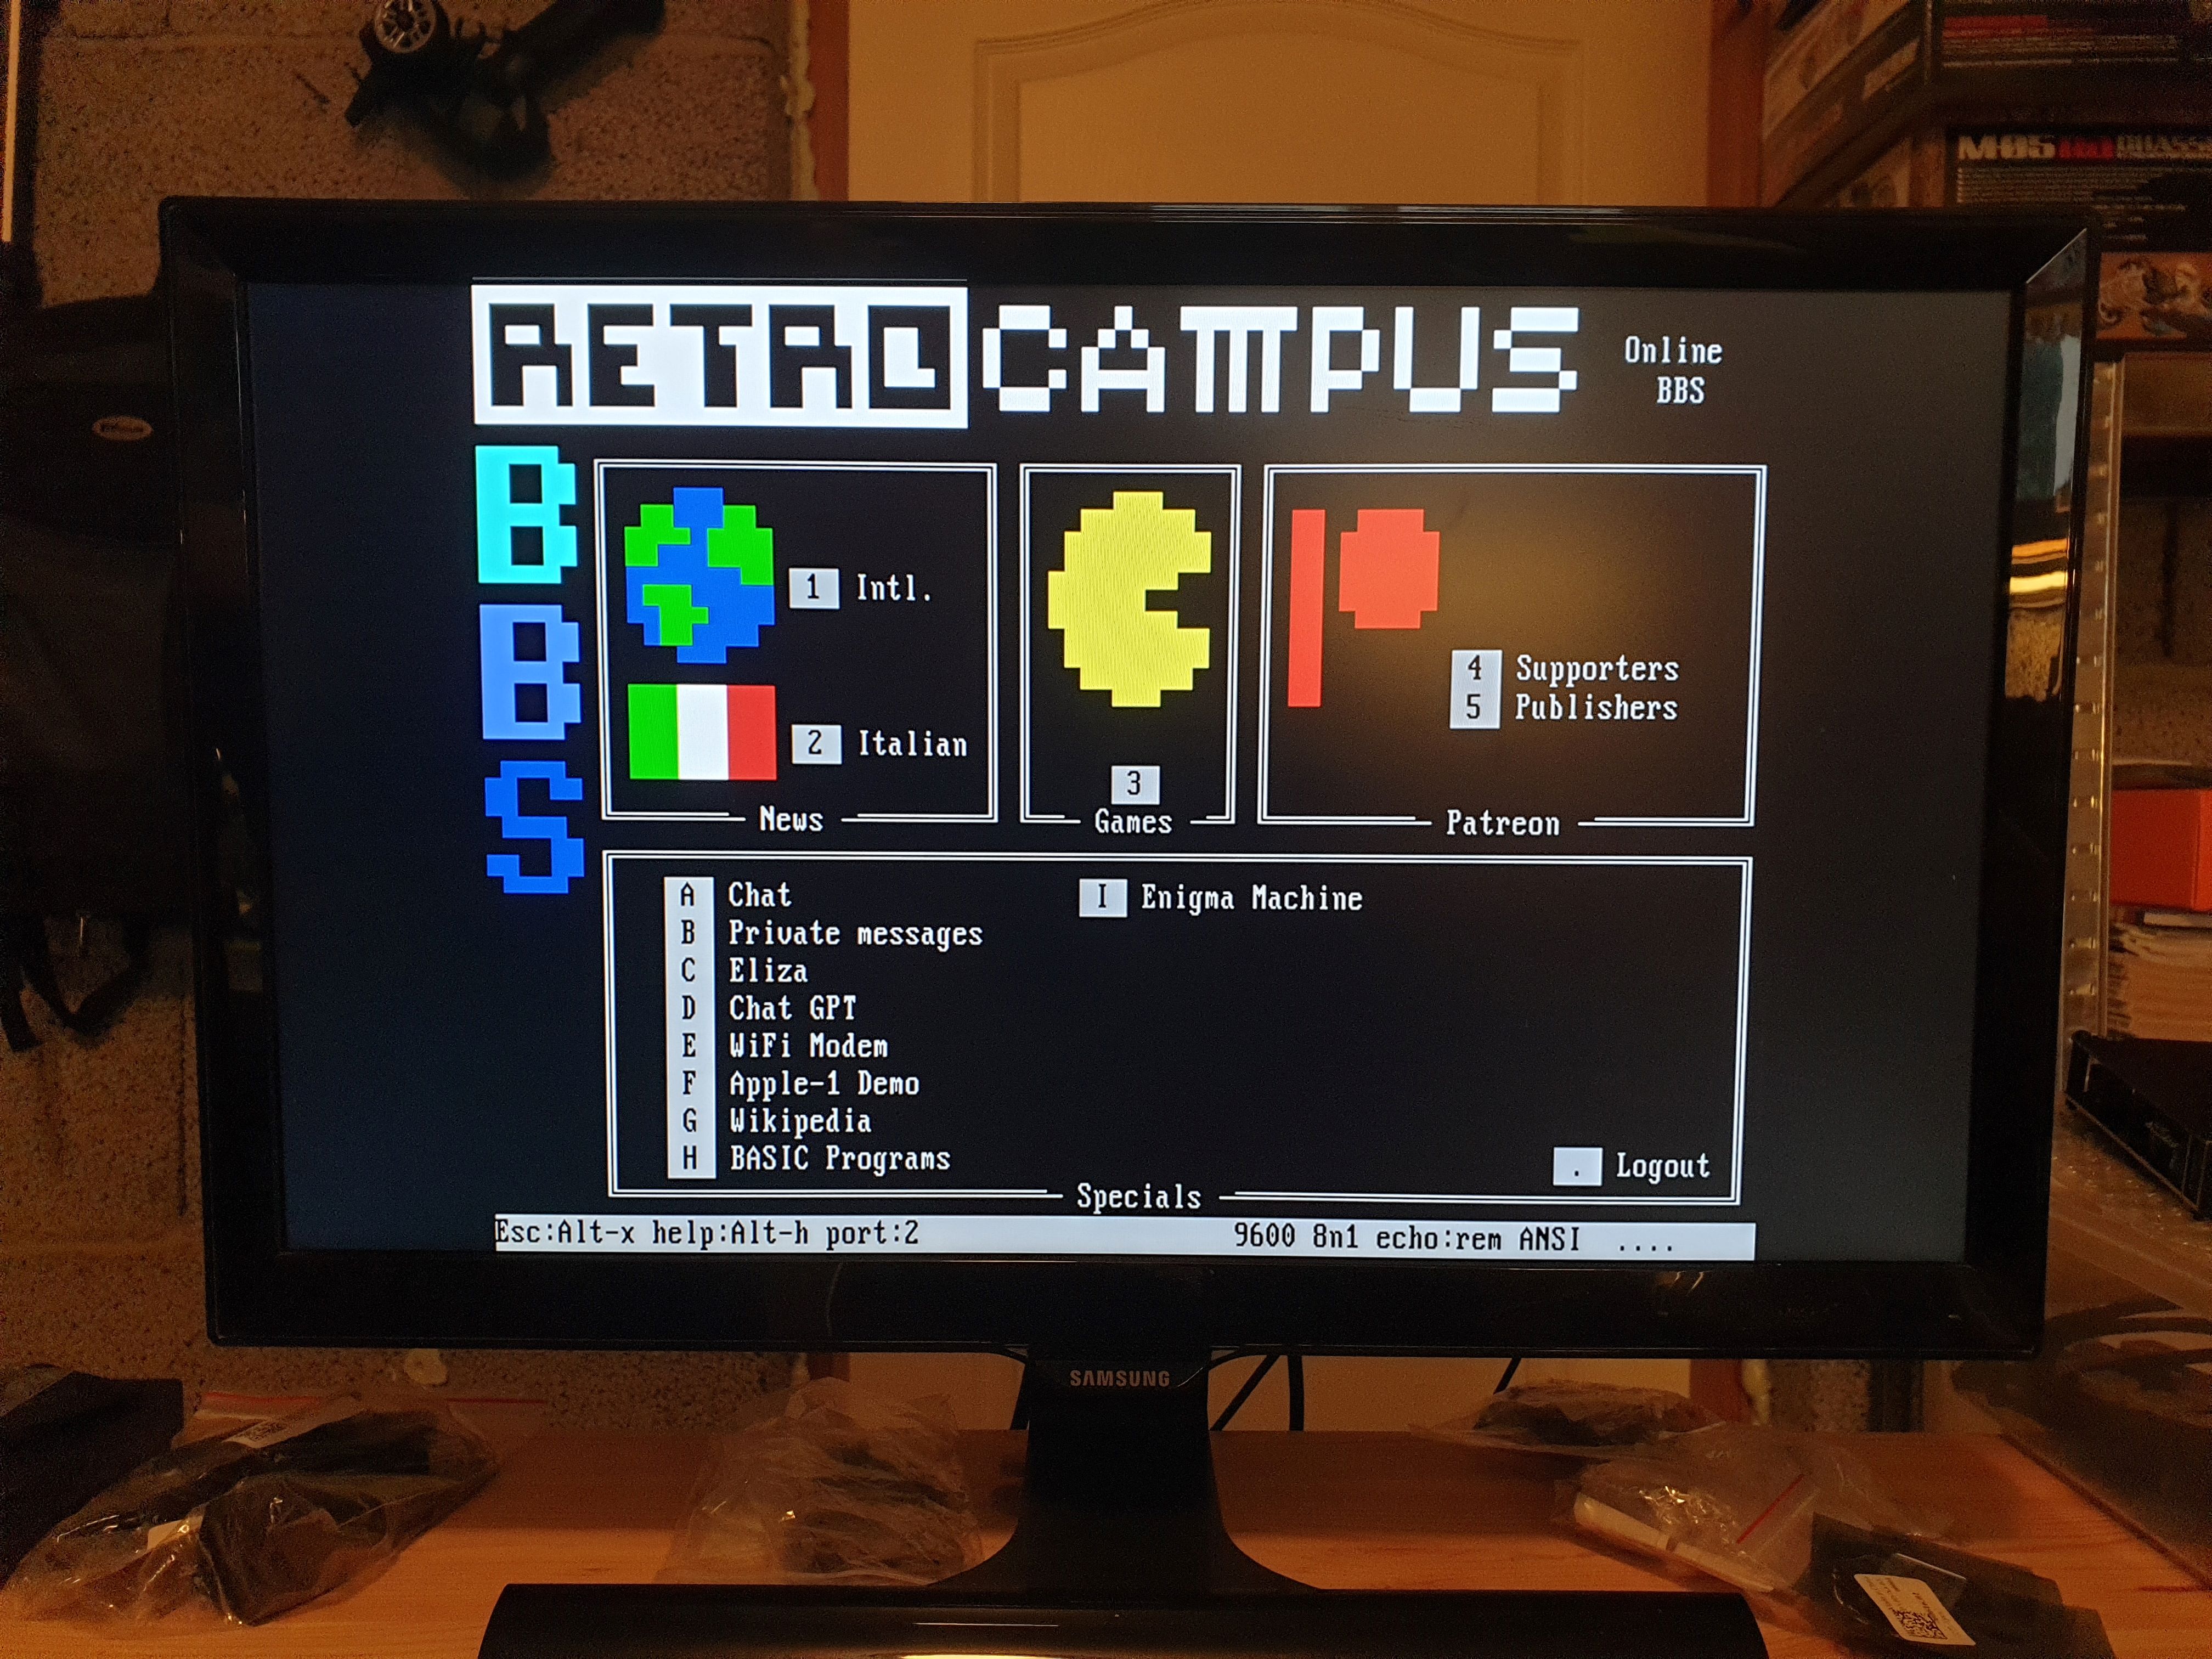 M-05
RETROCAMPUS
Online
BBS
BBS
1 Intl.
2 Italian
News
3
Games
4 Supporters
5 Publishers
Patreon
A Chat
B Private messages
C Eliza
D Chat GPT
E WiFi Modem
F Apple-1 Demo
G Wikipedia
H BASIC Programs
I Enigma Machine
. Logout
Specials
Esc:Alt-x help:Alt-h port:2 9600 8n1 echo:rem ANSI ....
SAMSUNG